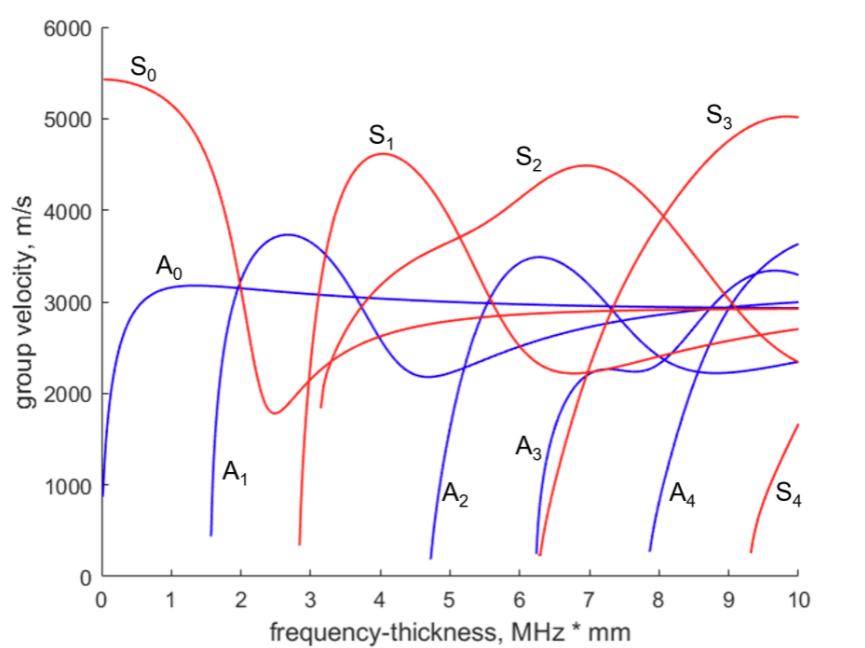 6000
5000
4000
3000
2000
1000
0
group velocity, m/s
S₀
S₁
S₂
S₃
A₀
A₁
A₂
A₃
A₄
S₄
0 1 2 3 4 5 6 7 8 9 10
frequency-thickness, MHz * mm